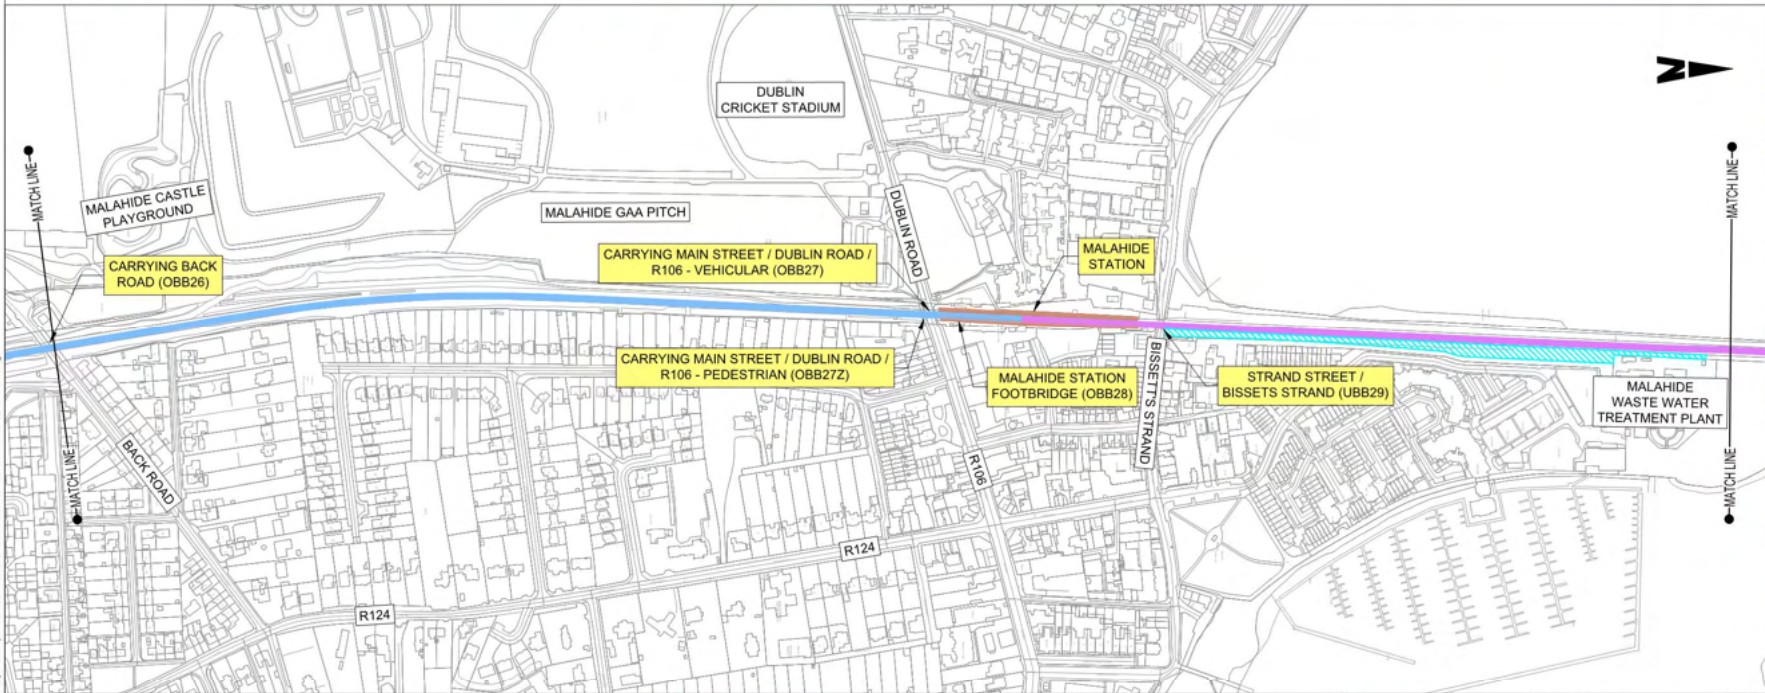 DUBLIN
CRICKET STADIUM
N
MATCH LINE
MATCH LINE
MALAHIDE CASTLE
PLAYGROUND
MALAHIDE GAA PITCH
DUBLIN ROAD
CARRYING BACK
ROAD (OBB26)
CARRYING MAIN STREET / DUBLIN ROAD /
R106 - VEHICULAR (OBB27)
MALAHIDE
STATION
CARRYING MAIN STREET / DUBLIN ROAD /
R106 - PEDESTRIAN (OBB27Z)
MALAHIDE STATION
FOOTBRIDGE (OBB28)
BISSETTS STRAND
STRAND STREET /
BISSETS STRAND (UBB29)
MALAHIDE
WASTE WATER
TREATMENT PLANT
MATCH LINE
BACK ROAD
R106
MATCH LINE
R124
R124